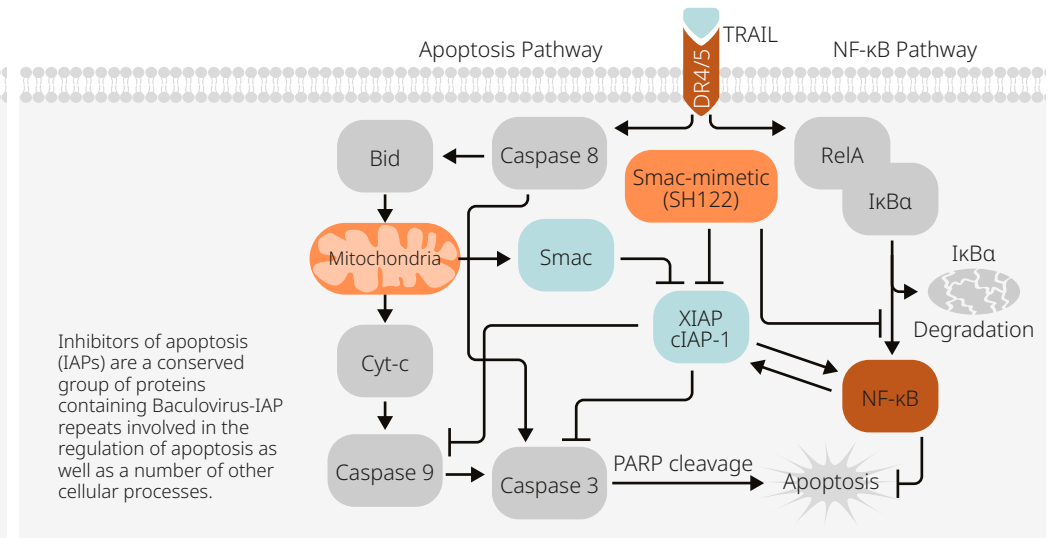 TRAIL
Apoptosis Pathway
NF-κB Pathway
DR4/5
Bid
Caspase 8
RelA
Smac-mimetic
(SH122)
IκBα
Mitochondria
Smac
IκBα
Degradation
XIAP
cIAP-1
Inhibitors of apoptosis
(IAPs) are a conserved
group of proteins
containing Baculovirus-IAP
repeats involved in the
regulation of apoptosis as
well as a number of other
cellular processes.
Cyt-c
NF-κB
Caspase 9
Caspase 3
PARP cleavage
Apoptosis